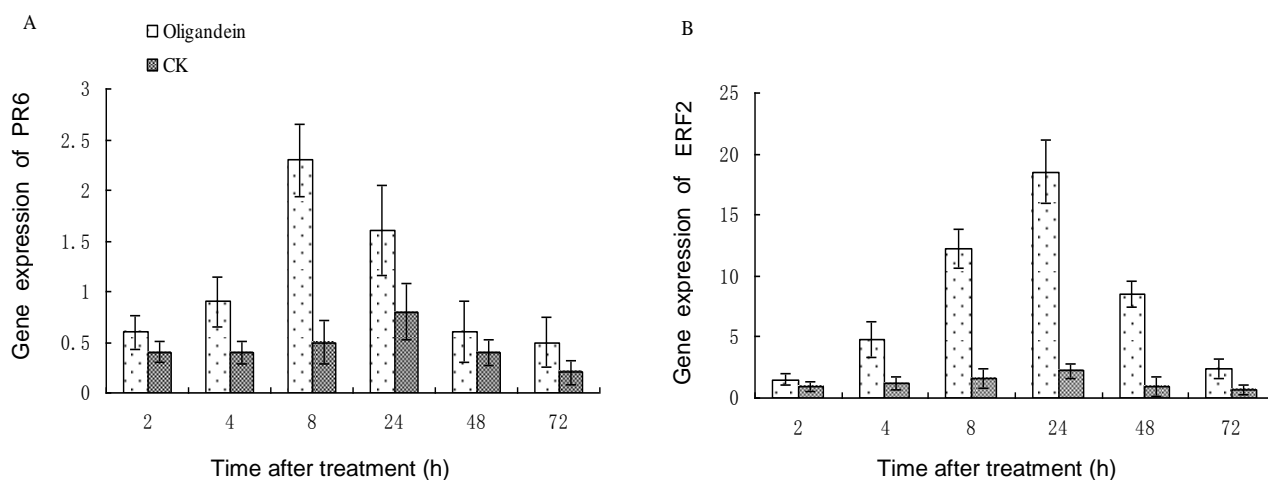 A
Oligandein
CK
Gene expression of PR6
3
2.5
2
1.5
1
0.5
0
2 4 8 24 48 72
Time after treatment (h)
B
Gene expression of ERF2
25
20
15
10
5
0
2 4 8 24 48 72
Time after treatment (h)